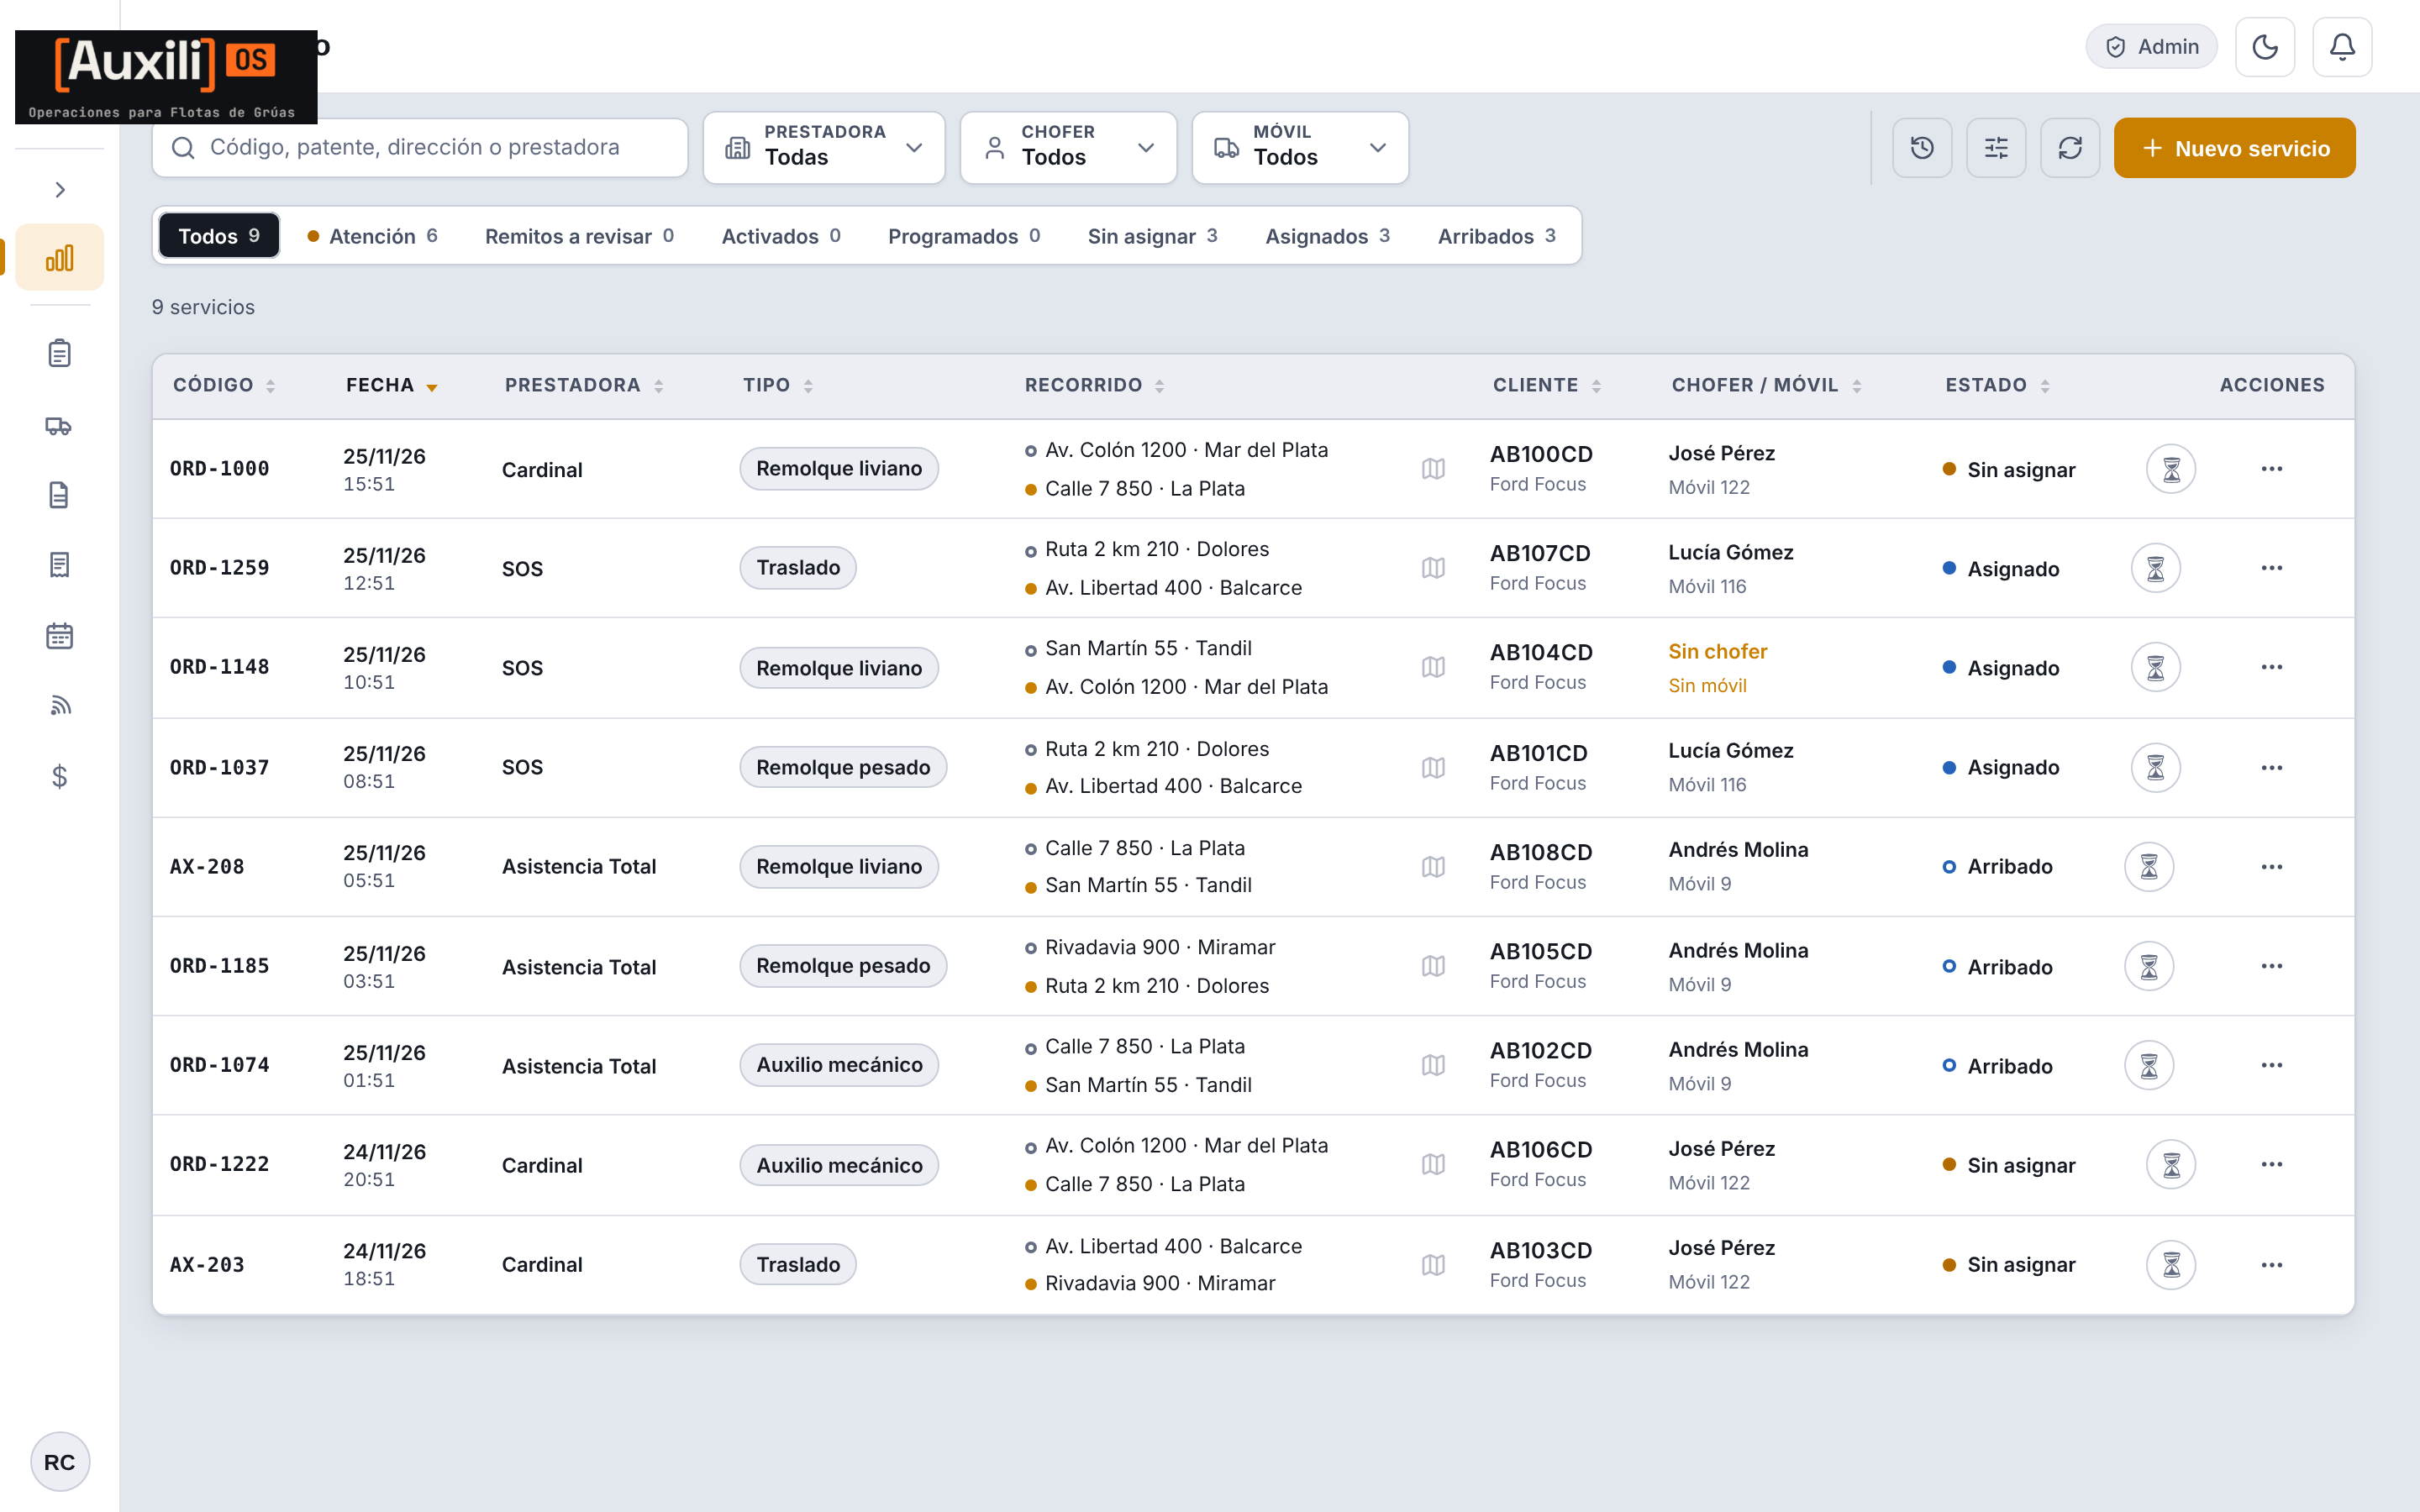 [Auxili] OS
Operaciones para Flotas de Grúas
o
Admin
Código, patente, dirección o prestadora
PRESTADORA
Todas
CHOFER
Todos
MÓVIL
Todos
+ Nuevo servicio
Todos 9
Atención 6
Remitos a revisar 0
Activados 0
Programados 0
Sin asignar 3
Asignados 3
Arribados 3
9 servicios
CÓDIGO FECHA PRESTADORA TIPO RECORRIDO CLIENTE CHOFER / MÓVIL ESTADO ACCIONES
ORD-1000
25/11/26
15:51
Cardinal
Remolque liviano
Av. Colón 1200 · Mar del Plata
Calle 7 850 · La Plata
AB100CD
Ford Focus
José Pérez
Móvil 122
Sin asignar
ORD-1259
25/11/26
12:51
SOS
Traslado
Ruta 2 km 210 · Dolores
Av. Libertad 400 · Balcarce
AB107CD
Ford Focus
Lucía Gómez
Móvil 116
Asignado
ORD-1148
25/11/26
10:51
SOS
Remolque liviano
San Martín 55 · Tandil
Av. Colón 1200 · Mar del Plata
AB104CD
Ford Focus
Sin chofer
Sin móvil
Asignado
ORD-1037
25/11/26
08:51
SOS
Remolque pesado
Ruta 2 km 210 · Dolores
Av. Libertad 400 · Balcarce
AB101CD
Ford Focus
Lucía Gómez
Móvil 116
Asignado
AX-208
25/11/26
05:51
Asistencia Total
Remolque liviano
Calle 7 850 · La Plata
San Martín 55 · Tandil
AB108CD
Ford Focus
Andrés Molina
Móvil 9
Arribado
ORD-1185
25/11/26
03:51
Asistencia Total
Remolque pesado
Rivadavia 900 · Miramar
Ruta 2 km 210 · Dolores
AB105CD
Ford Focus
Andrés Molina
Móvil 9
Arribado
ORD-1074
25/11/26
01:51
Asistencia Total
Auxilio mecánico
Calle 7 850 · La Plata
San Martín 55 · Tandil
AB102CD
Ford Focus
Andrés Molina
Móvil 9
Arribado
ORD-1222
24/11/26
20:51
Cardinal
Auxilio mecánico
Av. Colón 1200 · Mar del Plata
Calle 7 850 · La Plata
AB106CD
Ford Focus
José Pérez
Móvil 122
Sin asignar
AX-203
24/11/26
18:51
Cardinal
Traslado
Av. Libertad 400 · Balcarce
Rivadavia 900 · Miramar
AB103CD
Ford Focus
José Pérez
Móvil 122
Sin asignar
RC